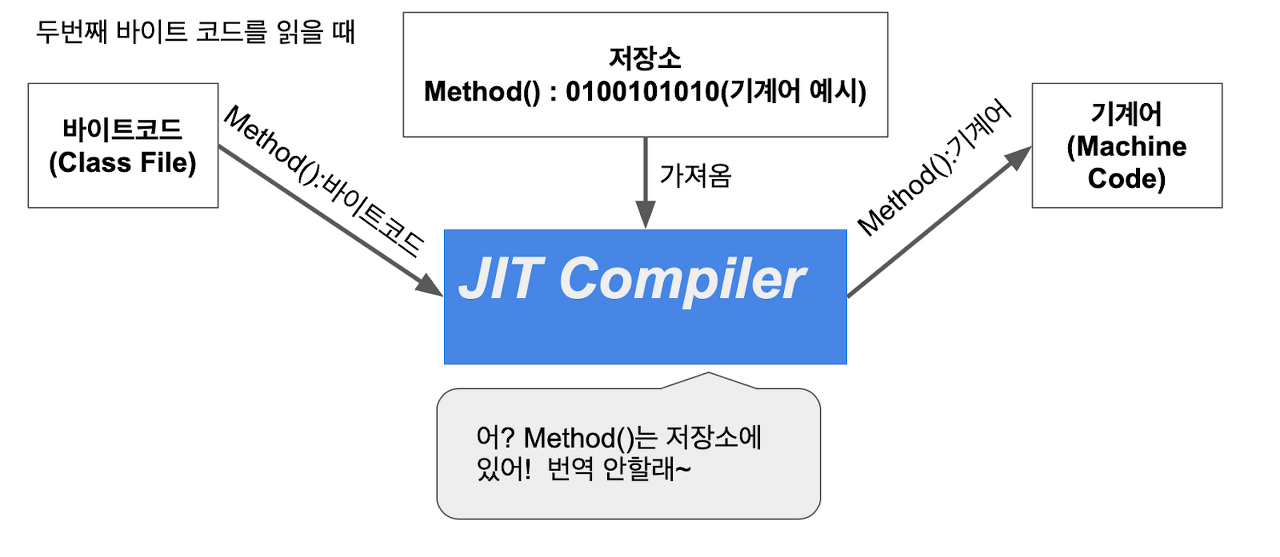 두번째 바이트 코드를 읽을 때
저장소
Method() : 0100101010(기계어 예시)
바이트코드
(Class File)
Method():바이트코드
가져옴
Method():기계어
기계어
(Machine
Code)
JIT Compiler
어? Method()는 저장소에
있어!  번역 안할래~